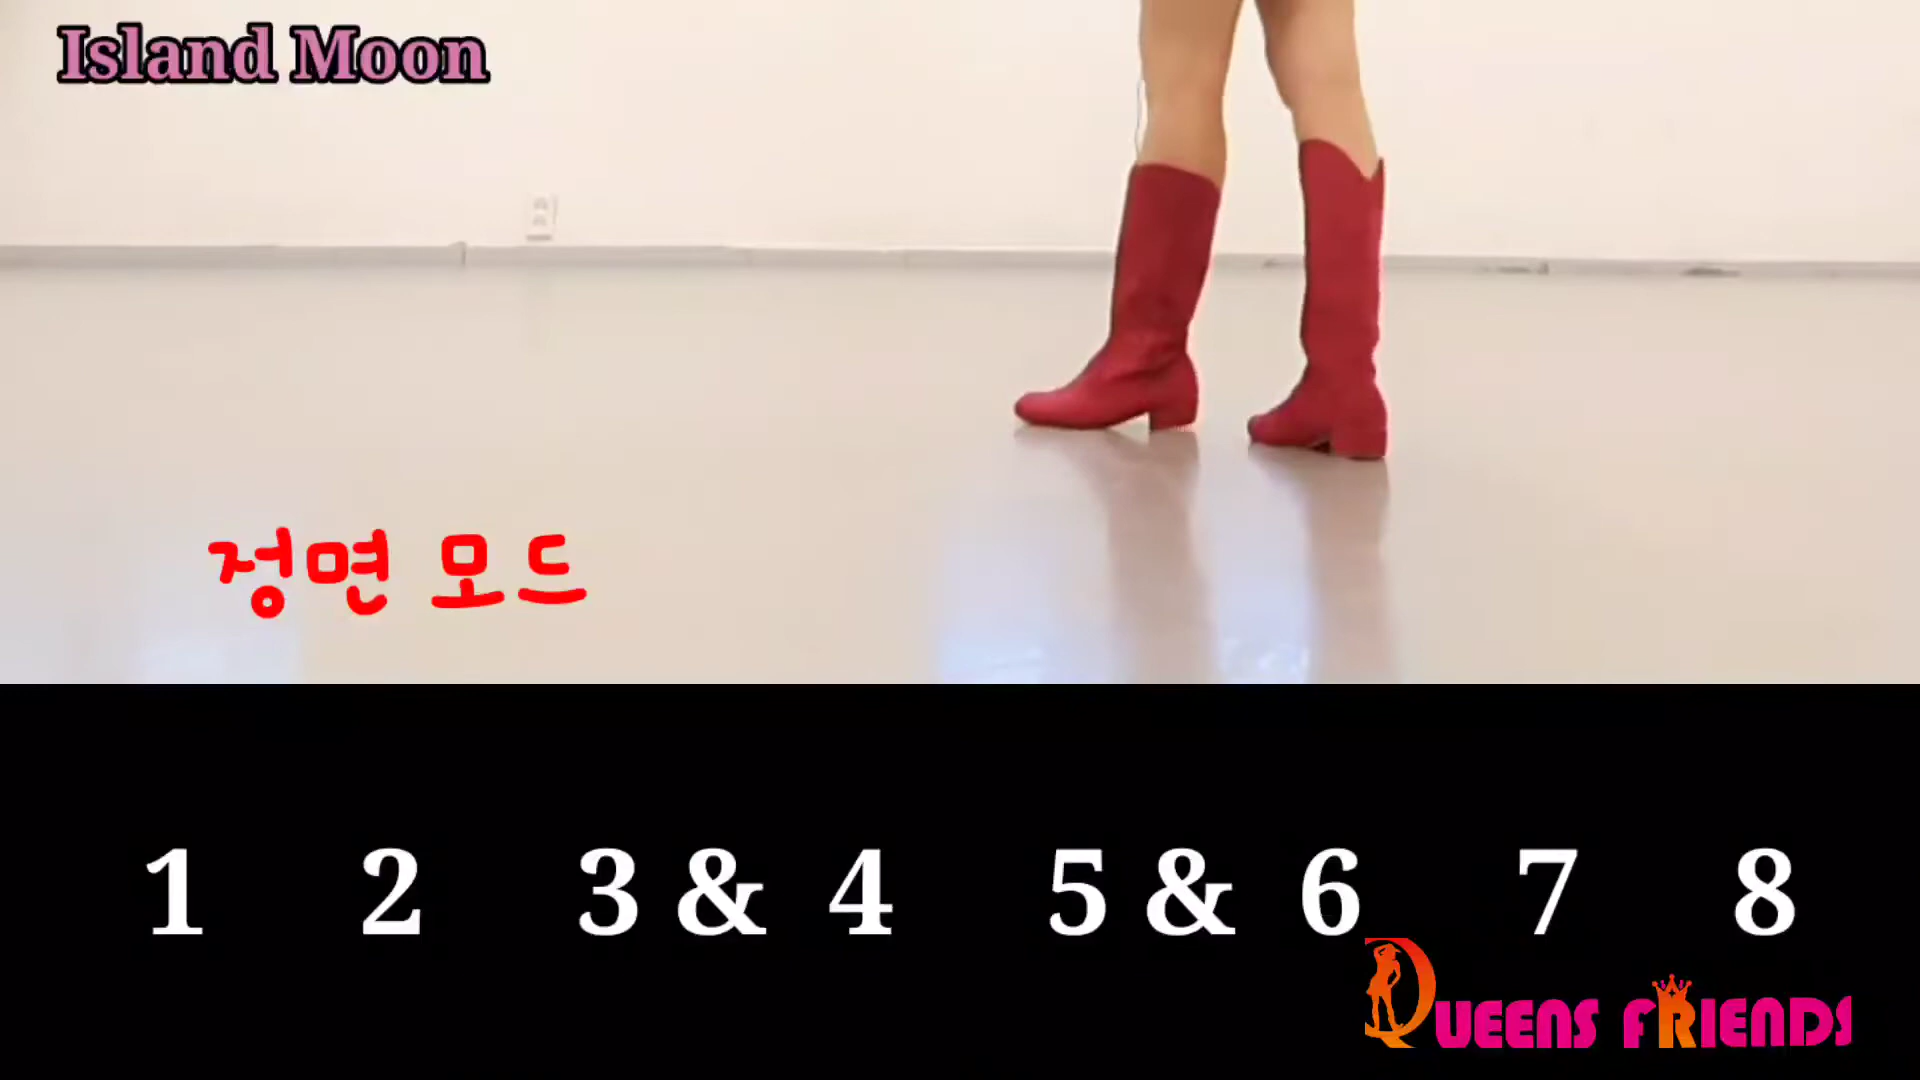 Island Moon
정면 모드
1 2 3 & 4 5 & 6 7 8
QUEENS FRIENDS